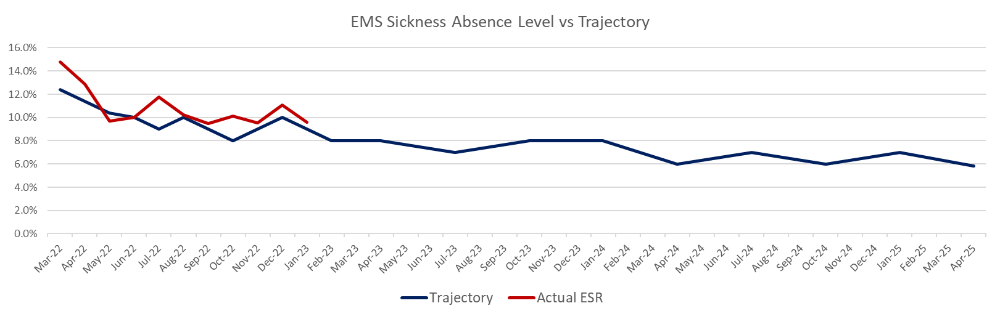 EMS Sickness Absence Level vs Trajectory
16.0%
14.0%
12.0%
10.0%
8.0%
6.0%
4.0%
2.0%
0.0%
Mar-22
Apr-22
May-22
Jun-22
Jul-22
Aug-22
Sep-22
Oct-22
Nov-22
Dec-22
Jan-23
Feb-23
Mar-23
Apr-23
May-23
Jun-23
Jul-23
Aug-23
Sep-23
Oct-23
Nov-23
Dec-23
Jan-24
Feb-24
Mar-24
Apr-24
May-24
Jun-24
Jul-24
Aug-24
Sep-24
Oct-24
Nov-24
Dec-24
Jan-25
Feb-25
Mar-25
Apr-25
Trajectory
Actual ESR